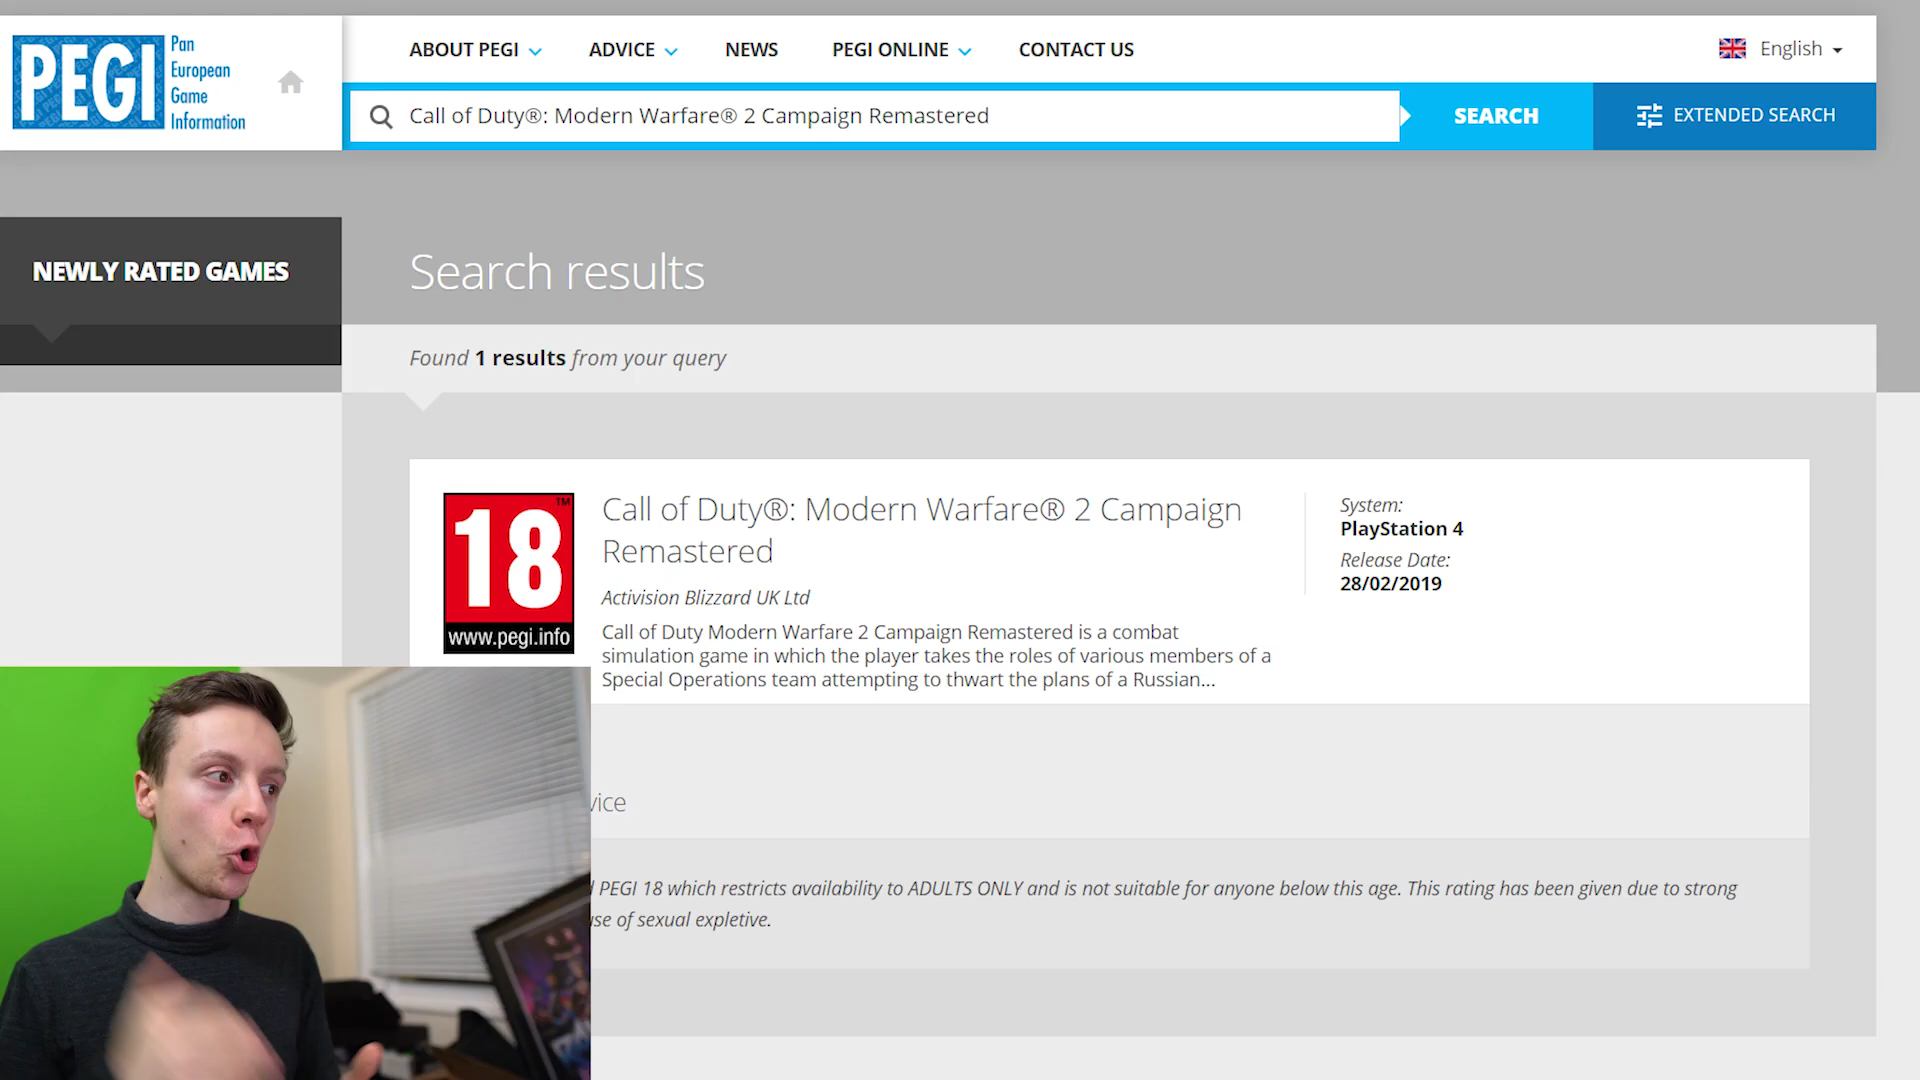 PEGI
Pan
European
Game
Information
ABOUT PEGI
ADVICE
NEWS
PEGI ONLINE
CONTACT US
English
Call of Duty®: Modern Warfare® 2 Campaign Remastered
SEARCH
EXTENDED SEARCH
NEWLY RATED GAMES
Search results
Found 1 results from your query
18
TM
www.pegi.info
Call of Duty®: Modern Warfare® 2 Campaign
Remastered
Activision Blizzard UK Ltd
Call of Duty Modern Warfare 2 Campaign Remastered is a combat
simulation game in which the player takes the roles of various members of a
Special Operations team attempting to thwart the plans of a Russian...
System:
PlayStation 4
Release Date:
28/02/2019
vice
PEGI 18 which restricts availability to ADULTS ONLY and is not suitable for anyone below this age. This rating has been given due to strong
use of sexual expletive.